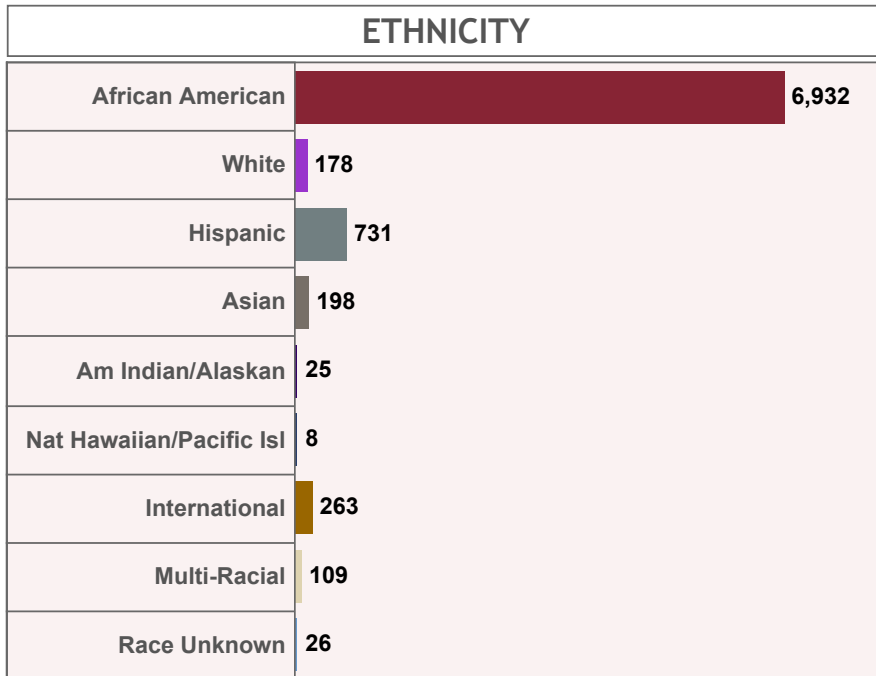 ETHNICITY
African American 6,932
White 178
Hispanic 731
Asian 198
Am Indian/Alaskan 25
Nat Hawaiian/Pacific Isl 8
International 263
Multi-Racial 109
Race Unknown 26